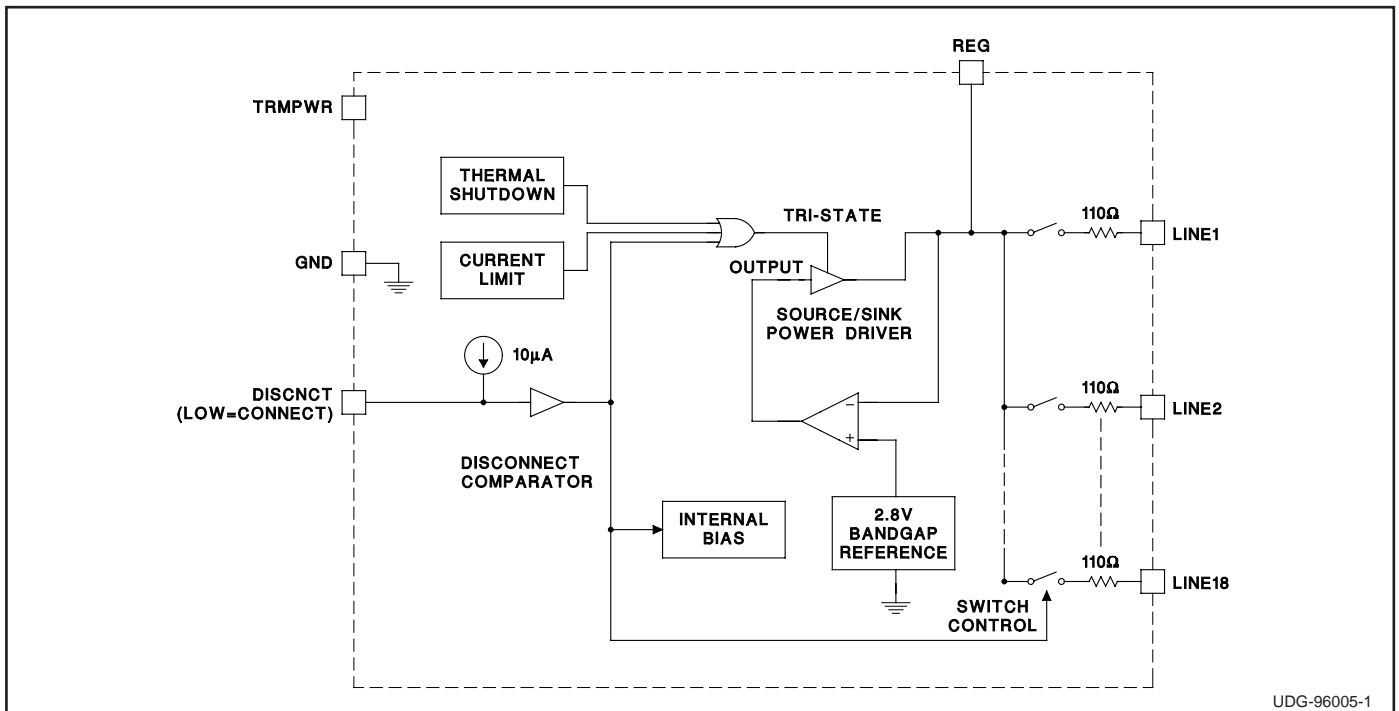 REG
TRMPWR
THERMAL
SHUTDOWN
TRI-STATE
110Ω
LINE1
GND
CURRENT
LIMIT
OUTPUT
SOURCE/SINK
POWER DRIVER
10µA
DISCNCT
(LOW=CONNECT)
110Ω
LINE2
−
+
DISCONNECT
COMPARATOR
INTERNAL
BIAS
2.8V
BANDGAP
REFERENCE
110Ω
LINE18
SWITCH
CONTROL
UDG-96005-1